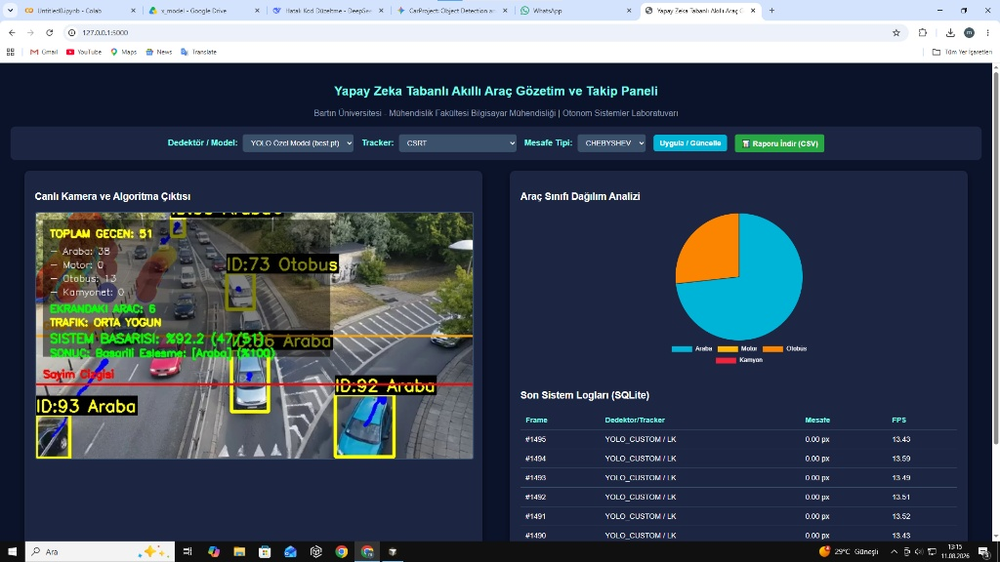 Untitled0.ipynb - Colab
x_model - Google Drive
Hatalı Kod Düzeltme - DeepSe
CarProject: Object Detection a
WhatsApp
Yapay Zeka Tabanlı Akıllı Araç G
127.0.0.1:5000
Gmail
YouTube
Maps
News
Translate
Tüm Yer İşaretleri
Yapay Zeka Tabanlı Akıllı Araç Gözetim ve Takip Paneli
Bartın Üniversitesi - Mühendislik Fakültesi Bilgisayar Mühendisliği | Otonom Sistemler Laboratuvarı
Dedektör / Model:
YOLO Özel Model (best.pt)
Tracker:
CSRT
Mesafe Tipi:
CHEBYSHEV
Uygula / Güncelle
Raporu İndir (CSV)
Canlı Kamera ve Algoritma Çıktısı
TOPLAM GECEN: 51
- Araba: 38
- Motor: 0
- Otobus: 13
- Kamyonet: 0
EKRANDAKI ARAC: 6
TRAFIK: ORTA YOGUN
SISTEM BASARISI: %92.2 (47/51)
SONUC: Basarili Eslesme: [Araba] (%100)
Sayim Cizgisi
ID:73 Otobus
Araba
ID:92 Araba
ID:93 Araba
Araç Sınıfı Dağılım Analizi
Araba
Motor
Otobüs
Kamyon
Son Sistem Logları (SQLite)
Frame Dedektor/Tracker Mesafe FPS
#1495 YOLO_CUSTOM / LK 0.00 px 13.43
#1494 YOLO_CUSTOM / LK 0.00 px 13.59
#1493 YOLO_CUSTOM / LK 0.00 px 13.49
#1492 YOLO_CUSTOM / LK 0.00 px 13.51
#1491 YOLO_CUSTOM / LK 0.00 px 13.52
#1490 YOLO_CUSTOM / LK 0.00 px 13.43
Ara
29°C Güneşli
13:15
11.08.2026